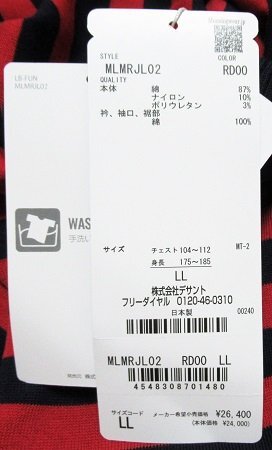 Munsingwear.jp
STYLE COLOR
MLMRJL02 RD00
QUALITY
本体 綿 87%
ナイロン 10%
ポリウレタン 3%
衿、袖口、裾部
綿 100%
サイズ チェスト 104～112 MT-2
身長 175～185
LL
株式会社デサント
フリーダイヤル 0120-46-0310
日本製 00240
MLMRJL02 RD00 LL
4548308701480
サイズコード メーカー希望小売価格 ¥26,400
LL (本体価格 ¥24,000)
LB-FUN
MLMRJL02
WAS
手洗い
株式